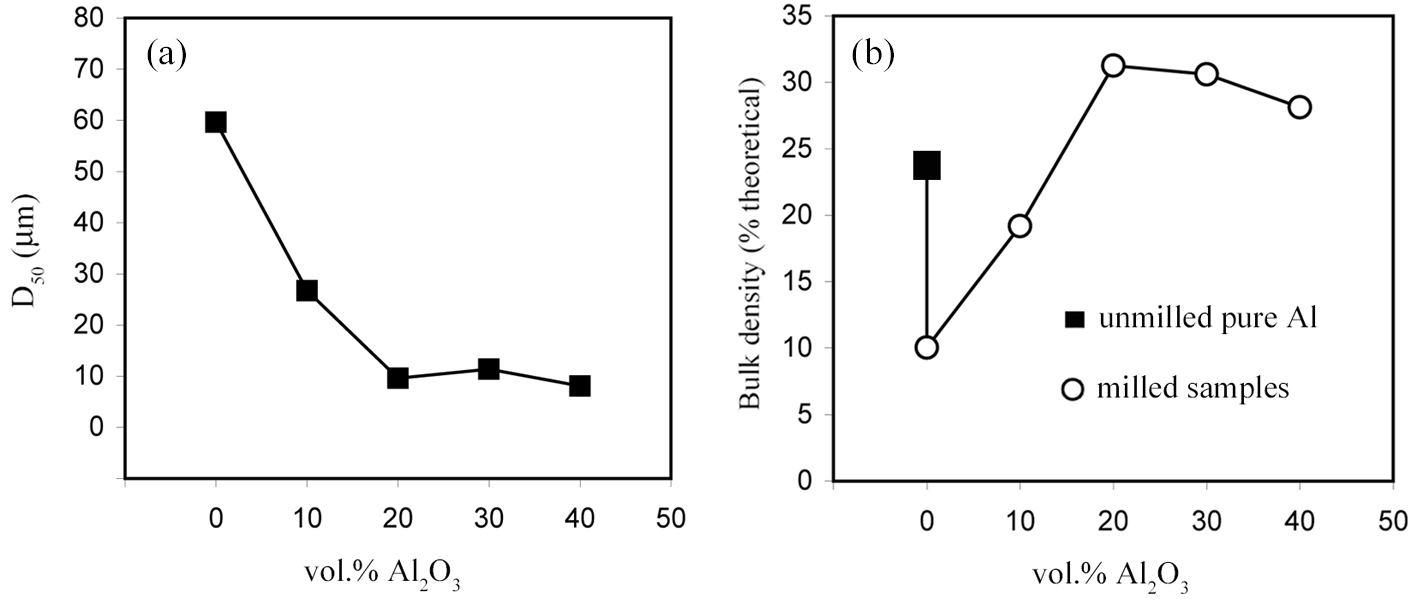 (a)
80
70
60
50
40
30
20
10
0
D₅₀ (μm)
0 10 20 30 40 50
vol.% Al₂O₃
(b)
35
30
25
20
15
10
5
0
Bulk density (% theoretical)
unmilled pure Al
milled samples
0 10 20 30 40 50
vol.% Al₂O₃